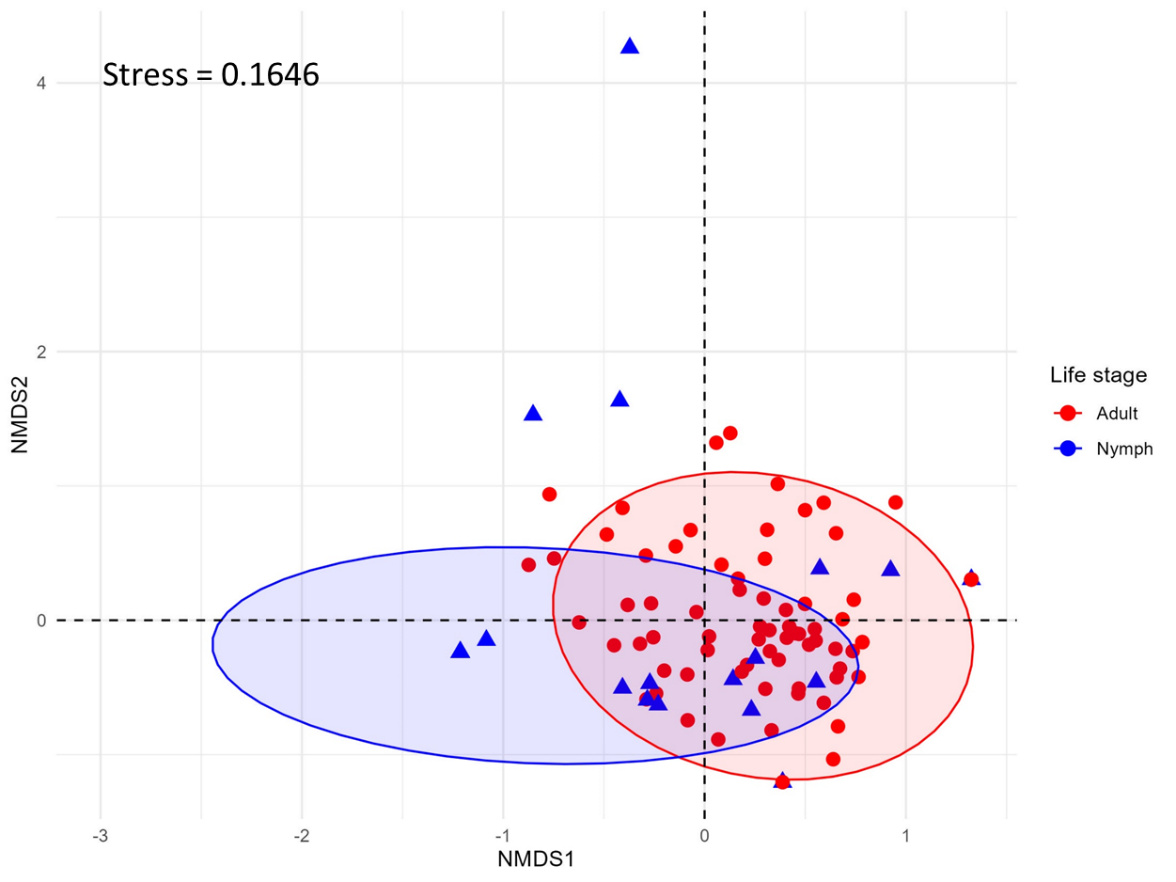 Stress = 0.1646
4
2
0
NMDS2
-3
-2
-1
0
1
NMDS1
Life stage
Adult
Nymph